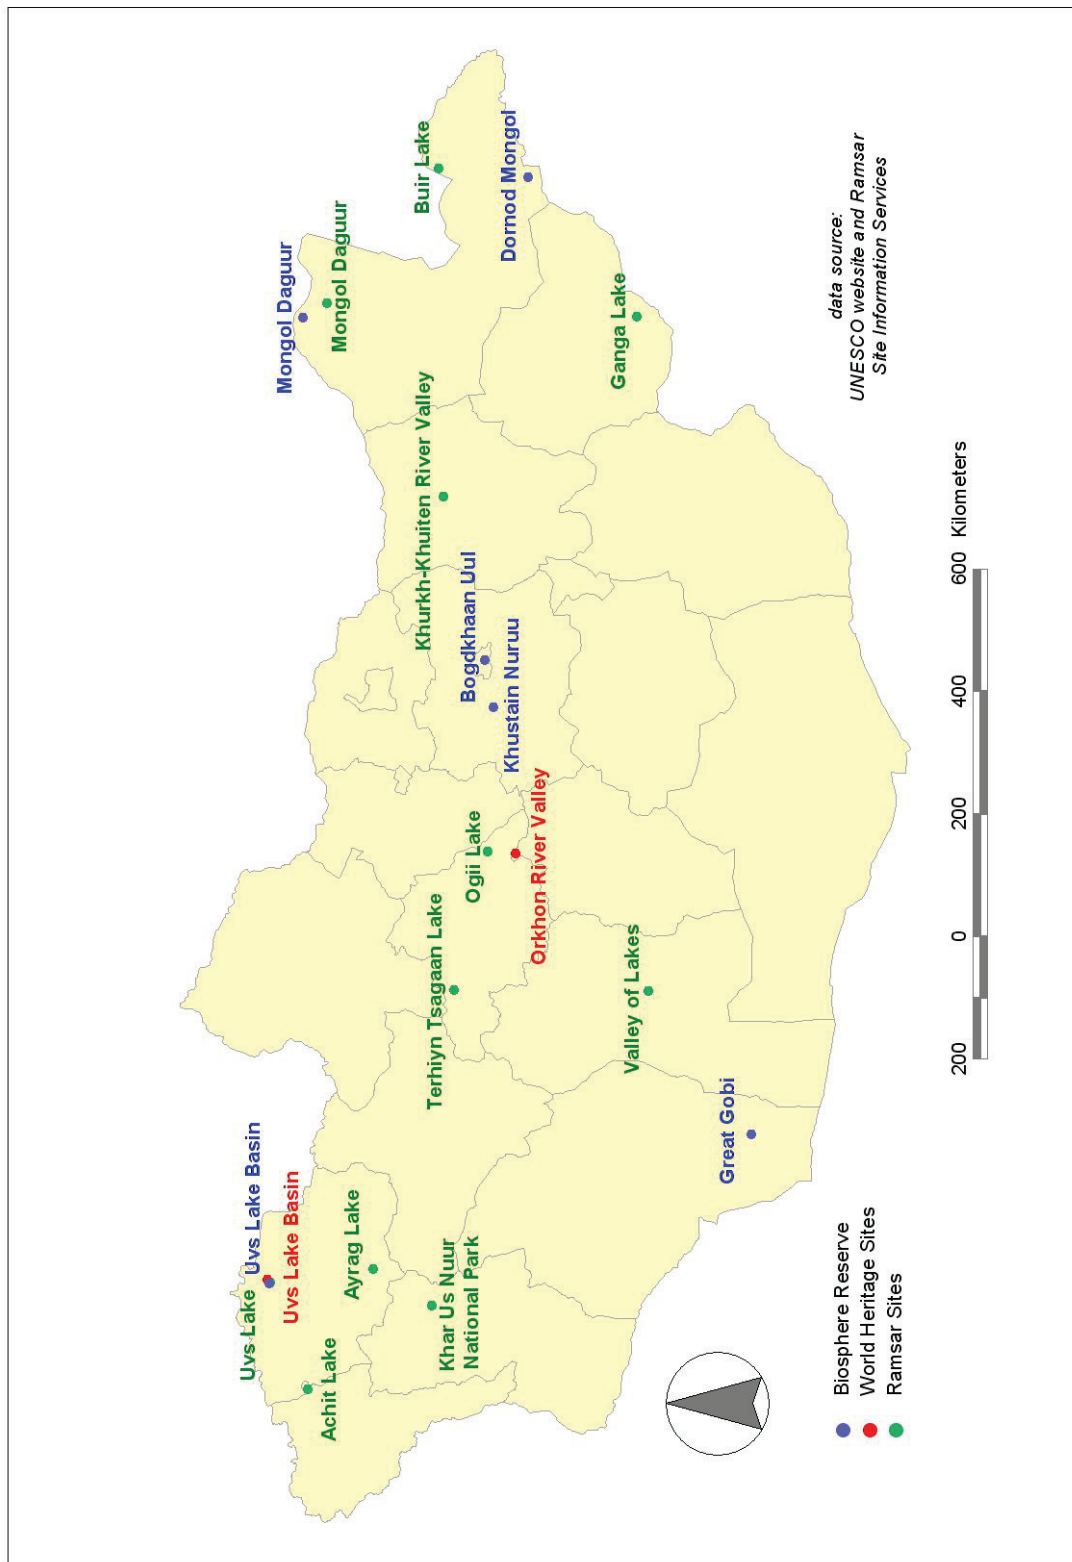 Uvs Lake
Uvs Lake Basin
Uvs Lake Basin
Achit Lake
Ayrag Lake
Khar Us Nuur
National Park
Terhiyn Tsagaan Lake
Ogii Lake
Orkhon River Valley
Valley of Lakes
Great Gobi
Khurkh-Khuiten River Valley
Bogdkhaan Uul
Khustain Nuruu
Mongol Daguur
Mongol Daguur
Buir Lake
Dornod Mongol
Ganga Lake
Biosphere Reserve
World Heritage Sites
Ramsar Sites
200 0 200 400 600 Kilometers
data source:
UNESCO website and Ramsar
Site Information Services